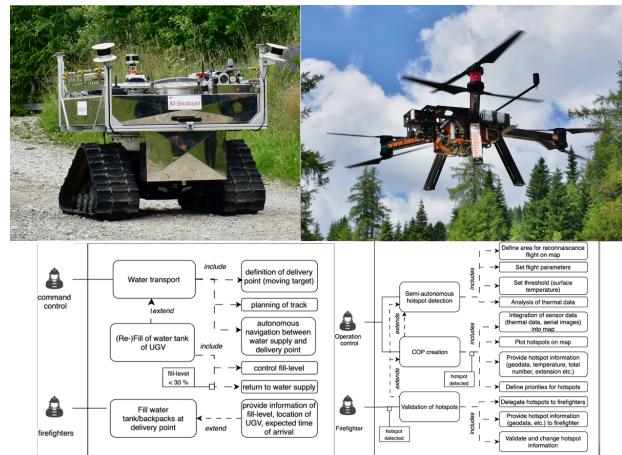 KI-SecAssist
command
control
Water transport
include
definition of delivery
point (moving target)
planning of track
autonomous
navigation between
water supply and
delivery point
extend
(Re-)Fill of water tank
of UGV
include
fill-level
< 30 %
control fill-level
return to water supply
firefighters
Fill water
tank/backpacks at
delivery point
extend
provide information of
fill-level, location of
UGV, expected time
of arrival
Operation
control
Semi-autonomous
hotspot detection
includes
Define area for reconnaiscance
flight on map
Set flight parameters
Set threshold (surface
temperature)
Analysis of thermal data
extends
COP creation
includes
hotspot
detected
Integration of sensor data
(thermal data, aerial images)
into map
Plot hotspots on map
Provide hotspot information
(geodata, temperature, total
number, extension etc.)
Define priorities for hotspots
extends
Firefighter
Validation of hotspots
hotspot
detected
includes
Delegate hotspots to firefighters
Provide hotspot information
(geodata, etc.) to firefighter
Validate and change hotspot
information